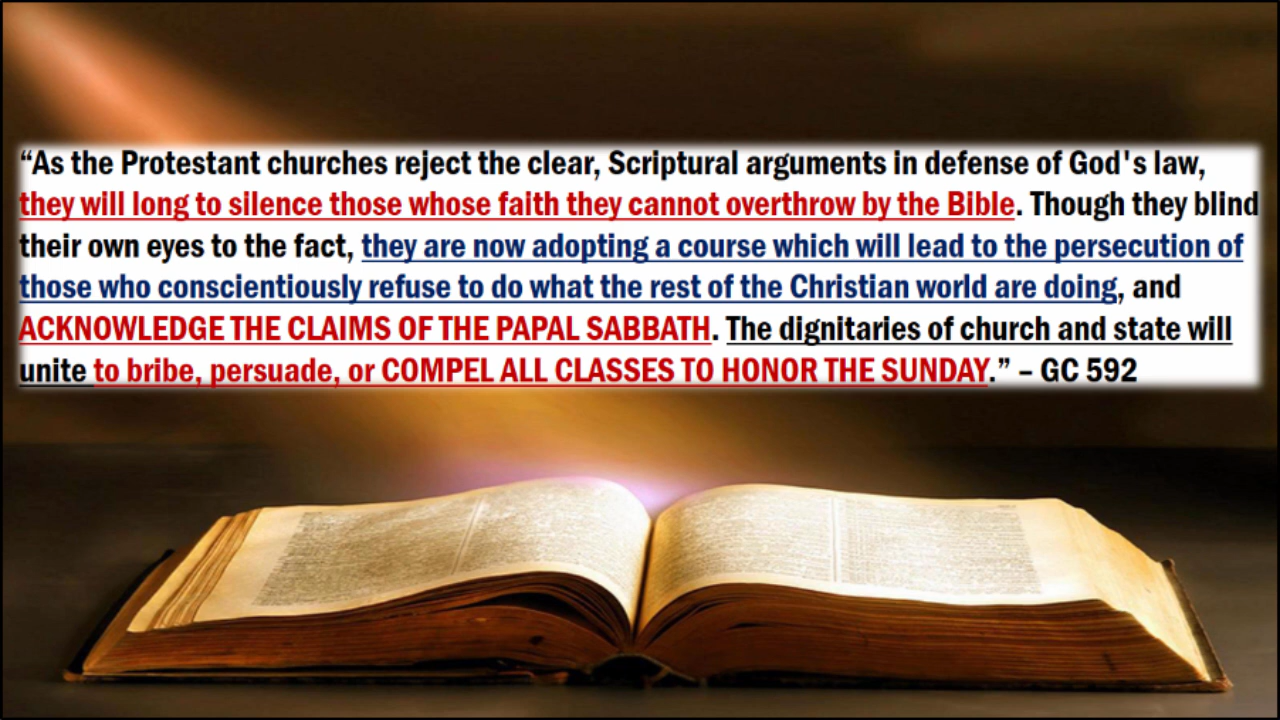 “As the Protestant churches reject the clear, Scriptural arguments in defense of God's law,
they will long to silence those whose faith they cannot overthrow by the Bible. Though they blind
their own eyes to the fact, they are now adopting a course which will lead to the persecution of
those who conscientiously refuse to do what the rest of the Christian world are doing, and
ACKNOWLEDGE THE CLAIMS OF THE PAPAL SABBATH. The dignitaries of church and state will
unite to bribe, persuade, or COMPEL ALL CLASSES TO HONOR THE SUNDAY.” – GC 592